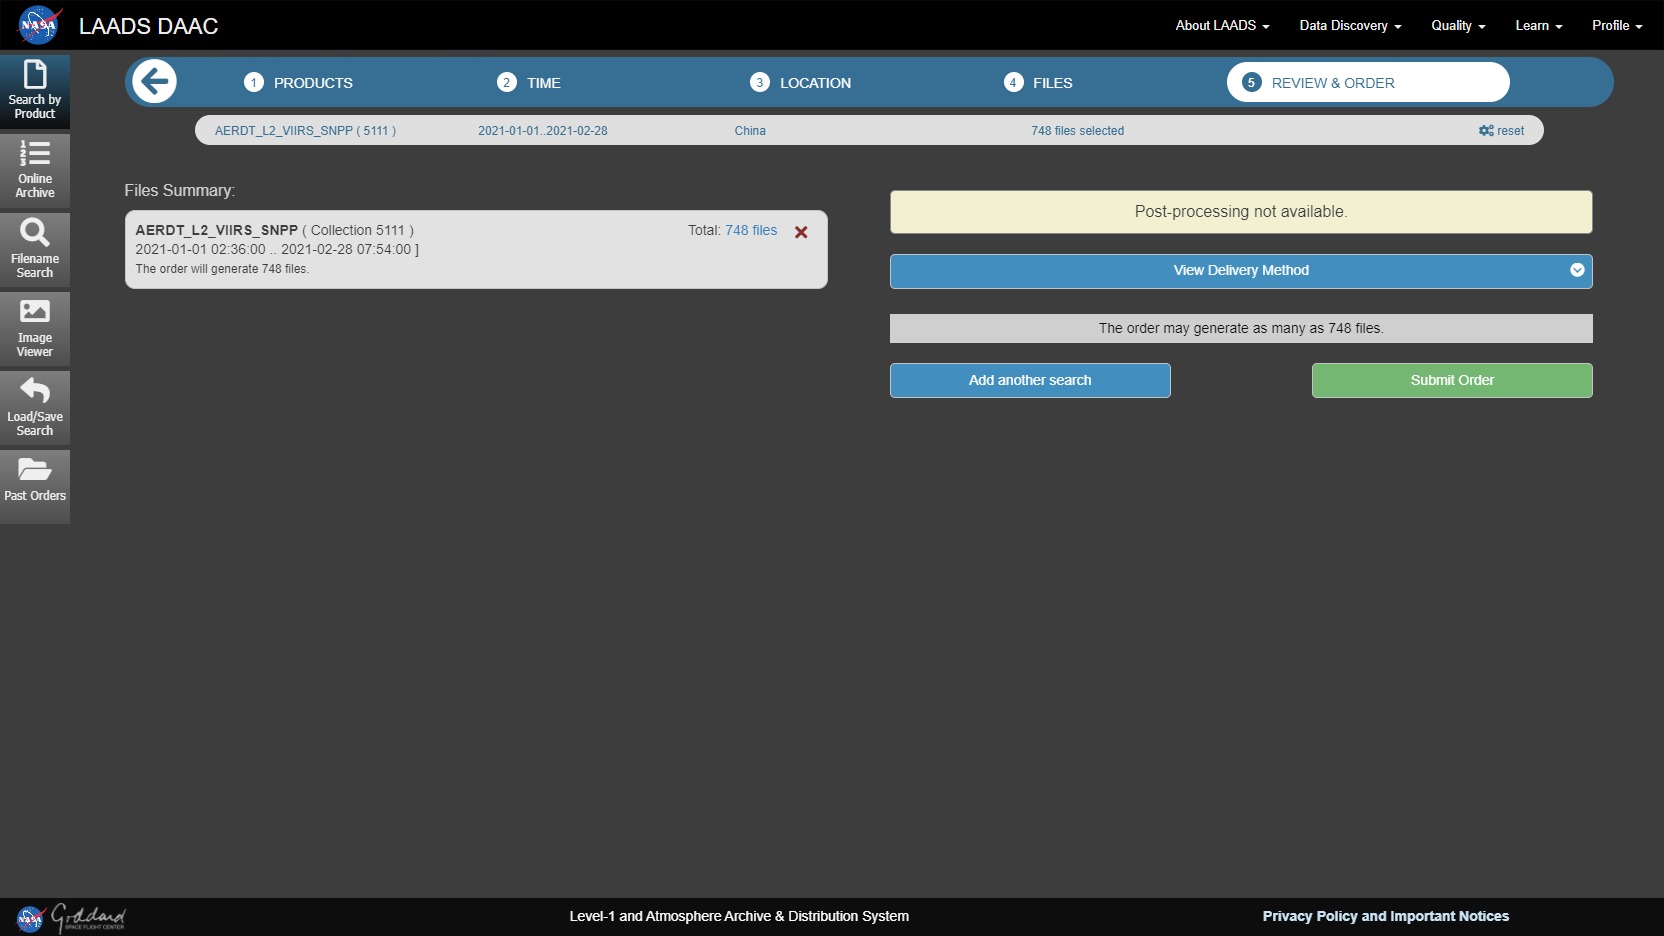 NASA
LAADS DAAC
About LAADS
Data Discovery
Quality
Learn
Profile
Search by
Product
Online
Archive
Filename
Search
Image
Viewer
Load/Save
Search
Past Orders
1 PRODUCTS
2 TIME
3 LOCATION
4 FILES
5 REVIEW & ORDER
AERDT_L2_VIIRS_SNPP ( 5111 )
2021-01-01..2021-02-28
China
748 files selected
reset
Files Summary:
AERDT_L2_VIIRS_SNPP ( Collection 5111 )
Total: 748 files
2021-01-01 02:36:00 .. 2021-02-28 07:54:00 ]
The order will generate 748 files.
Post-processing not available.
View Delivery Method
The order may generate as many as 748 files.
Add another search
Submit Order
NASA
Goddard
SPACE FLIGHT CENTER
Level-1 and Atmosphere Archive & Distribution System
Privacy Policy and Important Notices